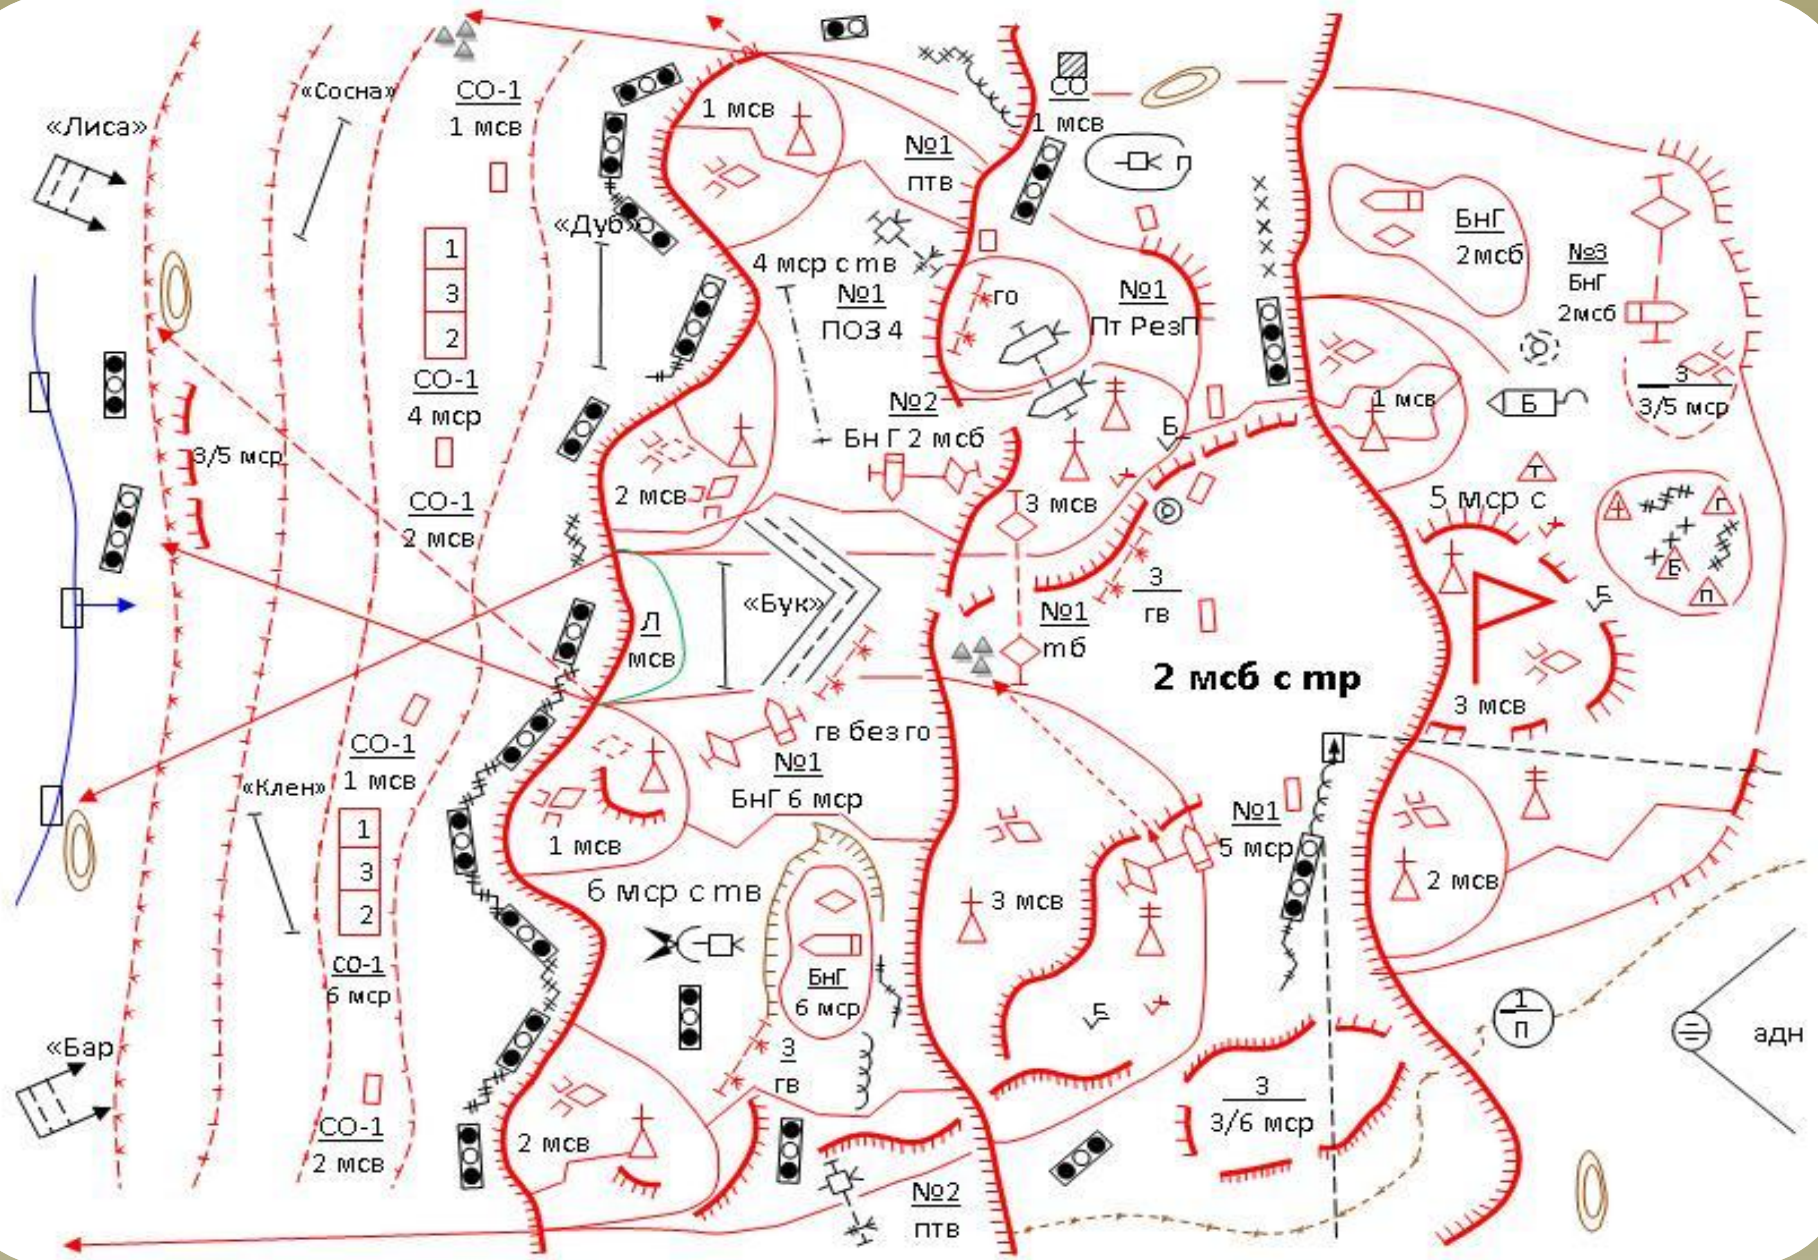 «Лиса»
«Сосна»
СО-1
1 мсв
1
3
2
СО-1
4 мср
СО-1
2 мсв
3/5 мср
«Дуб»
1 мсв
№1
птв
СО
1 мсв
П
4 мср с тв
№1
ПОЗ 4
го
№1
Пт РезП
№2
Бн Г 2 мсб
2 мсв
3 мсв
Б
БнГ
2мсб
№3
БнГ
2мсб
1 мсв
Б
3
3/5 мср
Т
5 мср с
Г
Б
П
Б
3 мсв
Л
мсв
«Бук»
3
гв
№1
тб
2 мсб с тр
гв без го
№1
БнГ 6 мср
СО-1
1 мсв
«Клен»
1
3
2
СО-1
6 мср
1 мсв
6 мср с тв
БнГ
6 мср
3 мсв
Б
№1
5 мср
2 мсв
1
П
адн
«Бар
СО-1
2 мсв
2 мсв
3
гв
3
3/6 мср
№2
птв